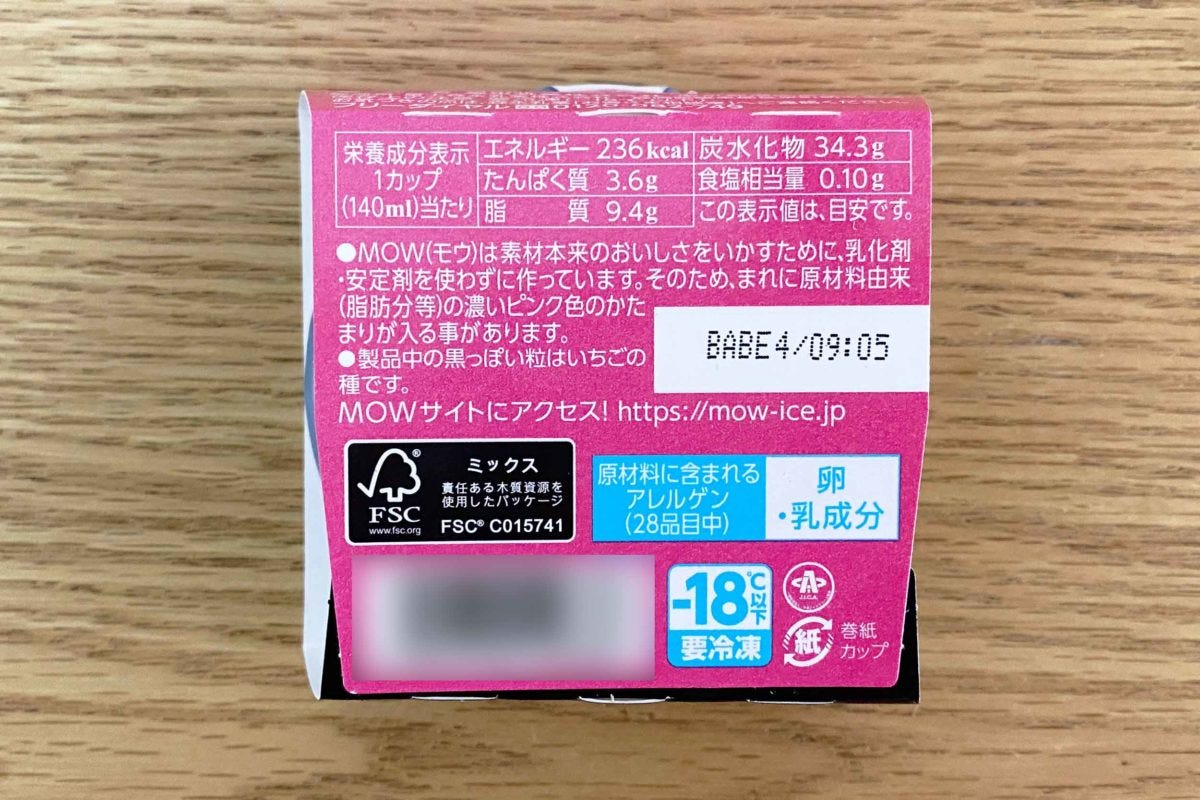 栄養成分表示
1カップ
(140ml)当たり
エネルギー 236kcal
炭水化物 34.3g
たんぱく質 3.6g
食塩相当量 0.10g
脂質 9.4g
この表示値は、目安です。
●MOW(モウ)は素材本来のおいしさをいかすために、乳化剤
・安定剤を使わずに作っています。そのため、まれに原材料由来
(脂肪分等)の濃いピンク色のかた
まりが入る事があります。
●製品中の黒っぽい粒はいちごの
種です。
BABE4/09:05
MOWサイトにアクセス! https://mow-ice.jp
FSC®
www.fsc.org
ミックス
責任ある木質資源を
使用したパッケージ
FSC® C015741
原材料に含まれる
アレルゲン
(28品目中)
卵
・乳成分
-18℃以下
要冷凍
J.I.C.A.
紙
巻紙
カップ